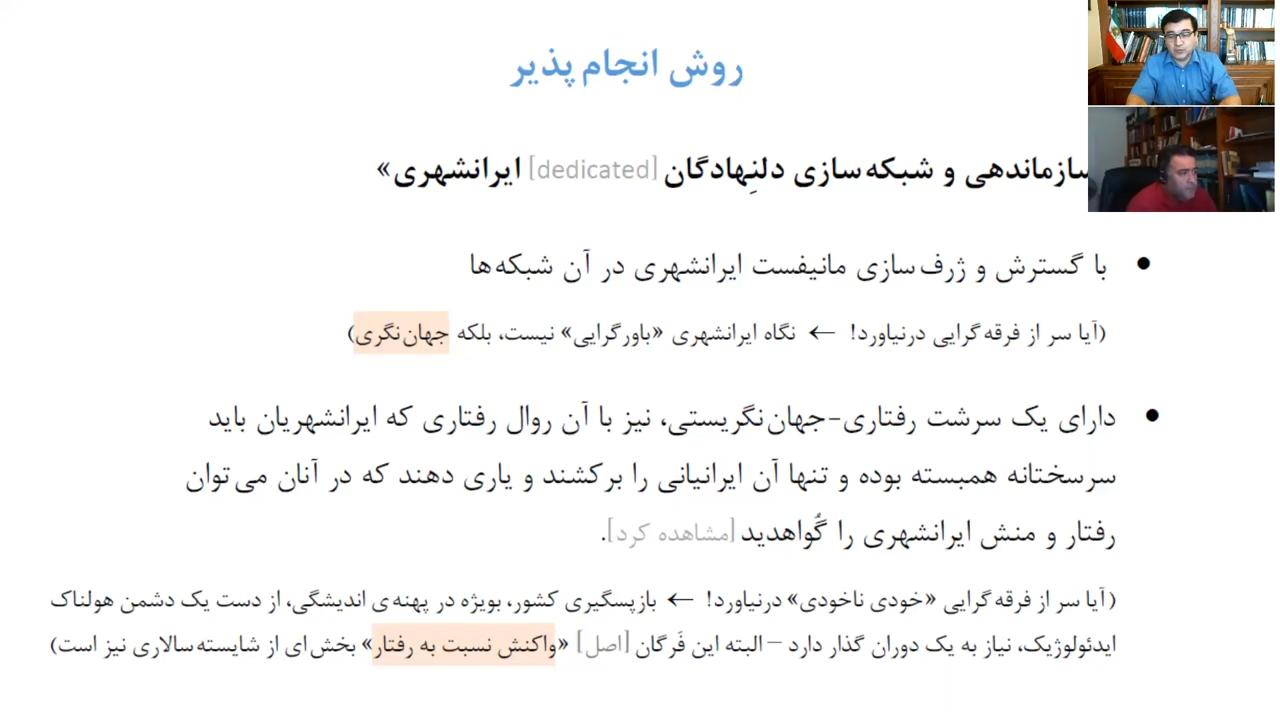 روش انجام پذیر
سازماندهی و شبکه‌سازی دلنِهادگان [dedicated] ایرانشهری»
• با گسترش و ژرف‌سازی مانیفست ایرانشهری در آن شبکه‌ها
(آیا سر از فرقه‌گرایی درنیاورد! ← نگاه ایرانشهری «باورگرایی» نیست، بلکه جهان‌نگری)
• دارای یک سرشت رفتاری-جهان‌نگریستی، نیز با آن روال رفتاری که ایرانشهریان باید
سرسختانه همبسته بوده و تنها آن ایرانیانی را برکشند و یاری دهند که در آنان می‌توان
رفتار و منش ایرانشهری را گُواهدید [مشاهده کرد].
(آیا سر از فرقه‌گرایی «خودی ناخودی» درنیاورد! ← بازپسگیری کشور، بویژه در پهنه‌ی اندیشگی، از دست یک دشمن هولناک
ایدئولوژیک، نیاز به یک دوران گذار دارد – البته این فَرگان [اصل] «واکنش نسبت به رفتار» بخش‌ای از شایسته‌سالاری نیز است)